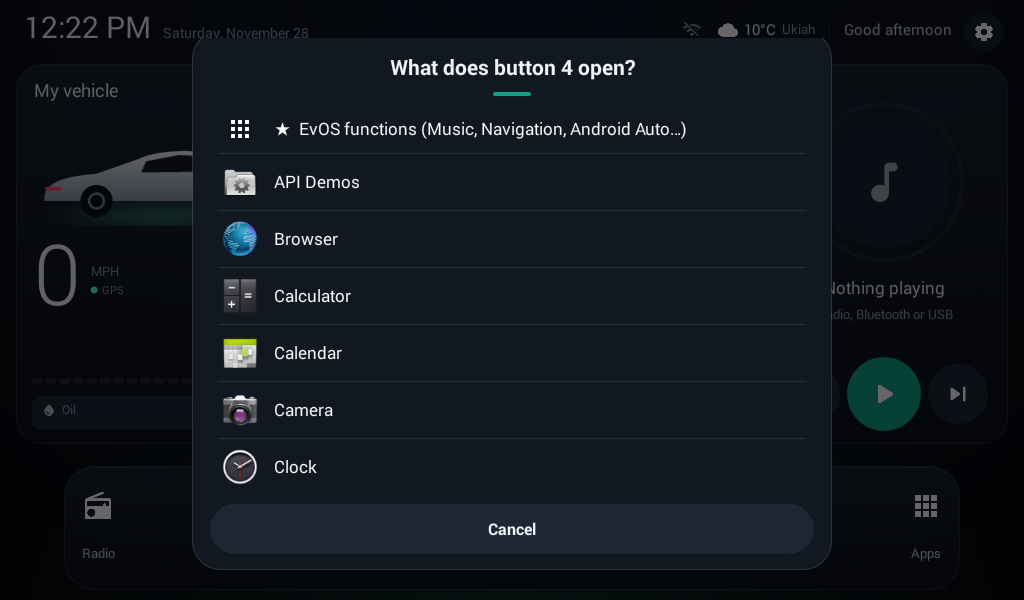 12:22 PM
Saturday, November 28
10°C Ukiah
Good afternoon
What does button 4 open?
My vehicle
★ EvOS functions (Music, Navigation, Android Auto…)
API Demos
Browser
Calculator
Calendar
Camera
Clock
Cancel
0
MPH
GPS
Oil
Nothing playing
Bluetooth or USB
Radio
Apps